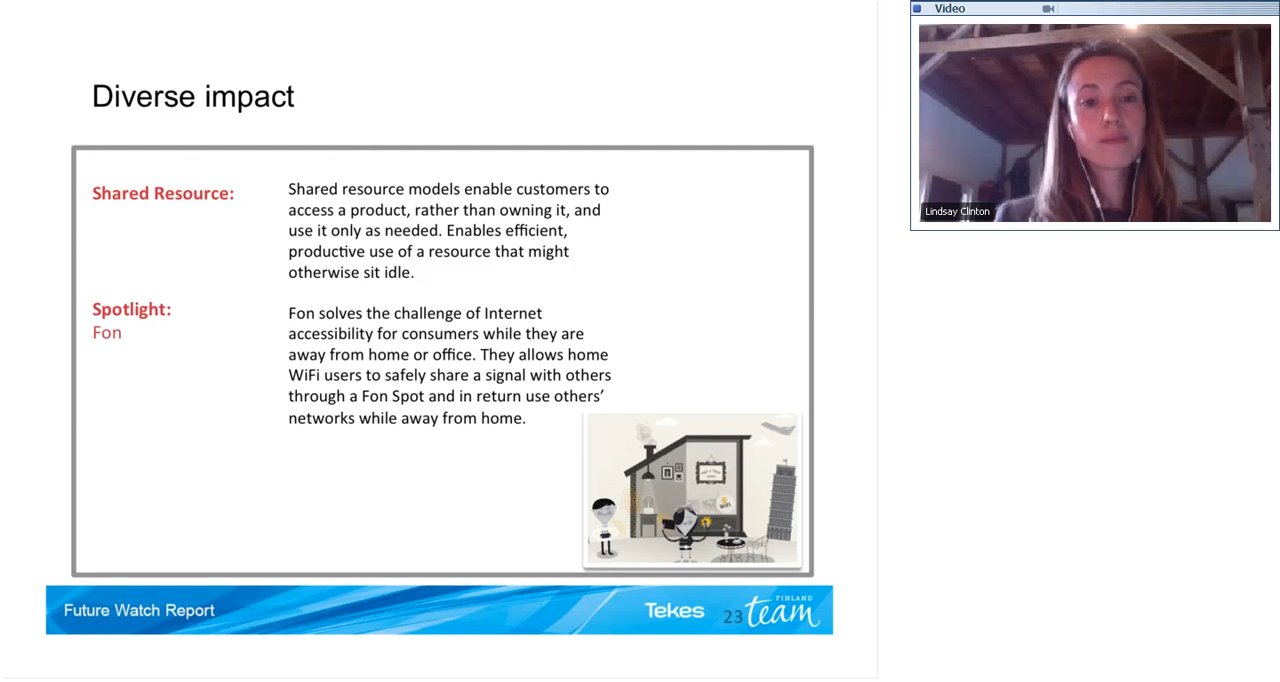 Video
Diverse impact
Shared Resource:
Shared resource models enable customers to
access a product, rather than owning it, and
use it only as needed. Enables efficient,
productive use of a resource that might
otherwise sit idle.
Spotlight:
Fon
Fon solves the challenge of Internet
accessibility for consumers while they are
away from home or office. They allows home
WiFi users to safely share a signal with others
through a Fon Spot and in return use others’
networks while away from home.
Lindsay Clinton
Future Watch Report
Tekes
23
FINLAND
team